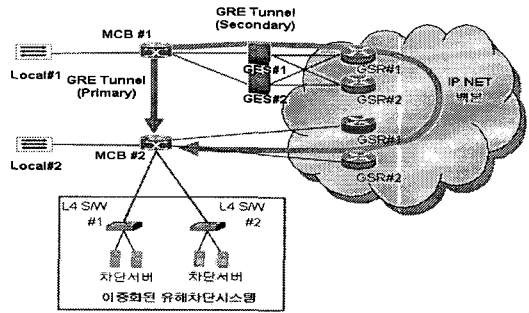 GRE Tunnel
(Secondary)
MCB #1
Local#1
GRE Tunnel
(Primary)
GES#1
GES#2
GSR#1
GSR#2
IP NET
백본
GSR#1
GSR#2
Local#2
MCB #2
L4 S/W
#1
L4 S/W
#2
차단서버
차단서버
이중화된 유해차단시스템